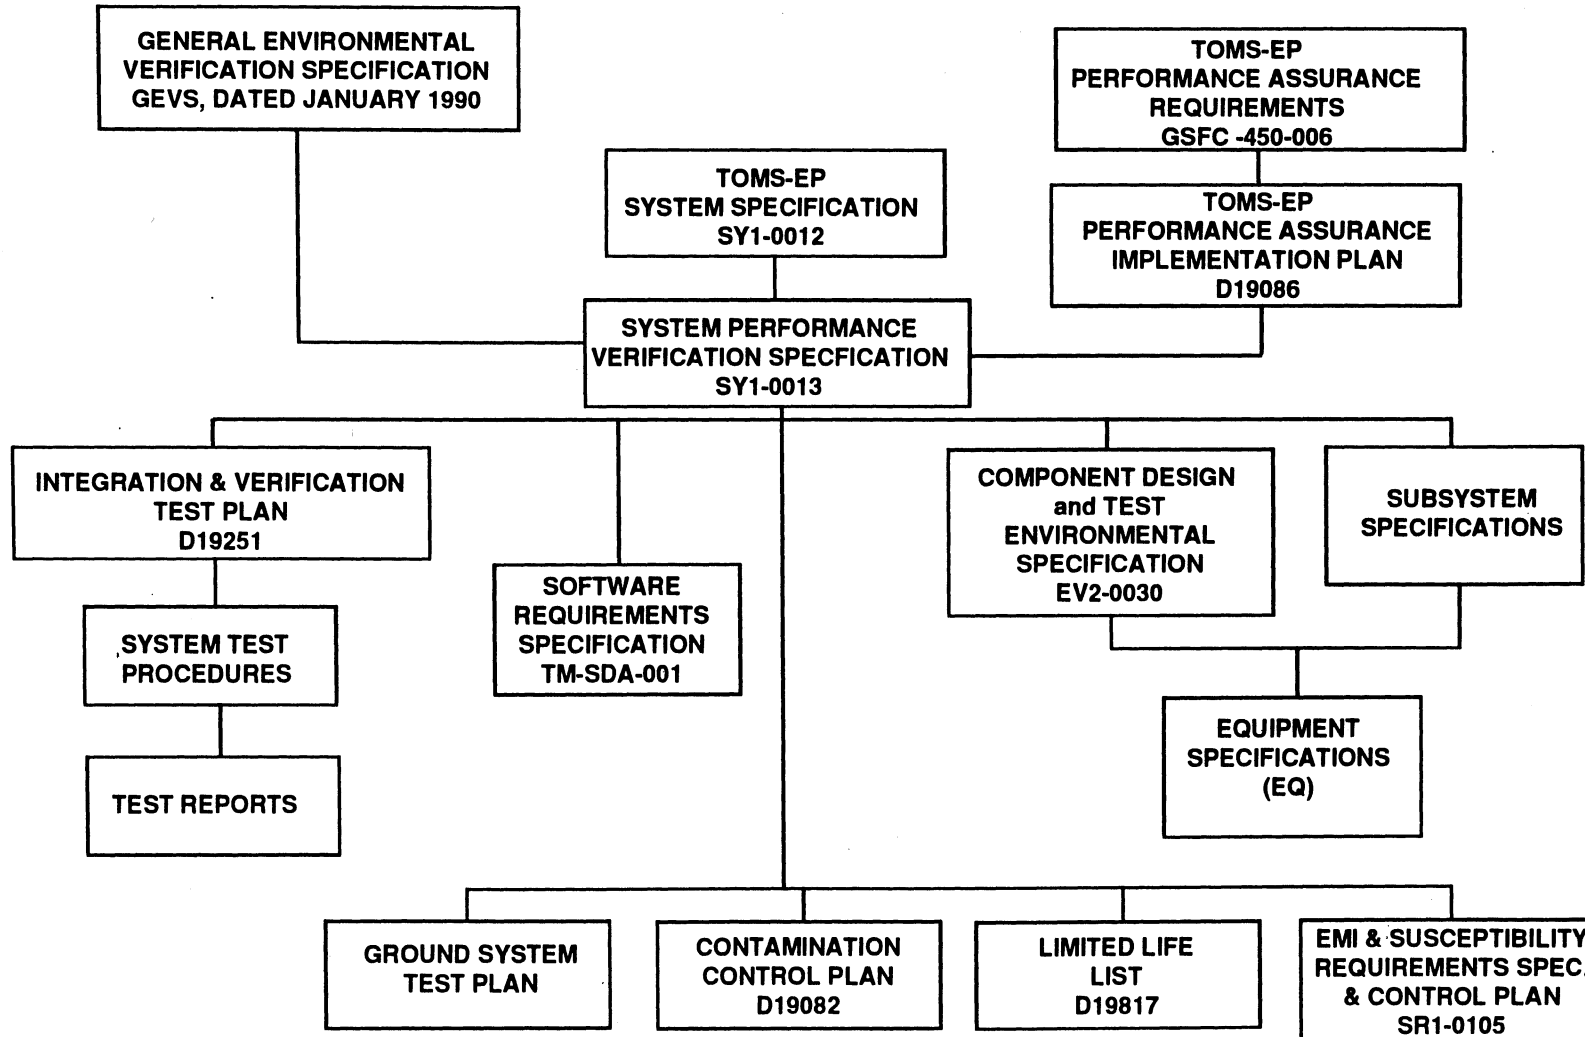 GENERAL ENVIRONMENTAL
VERIFICATION SPECIFICATION
GEVS, DATED JANUARY 1990
TOMS-EP
PERFORMANCE ASSURANCE
REQUIREMENTS
GSFC -450-006
TOMS-EP
SYSTEM SPECIFICATION
SY1-0012
TOMS-EP
PERFORMANCE ASSURANCE
IMPLEMENTATION PLAN
D19086
SYSTEM PERFORMANCE
VERIFICATION SPECFICATION
SY1-0013
INTEGRATION & VERIFICATION
TEST PLAN
D19251
COMPONENT DESIGN
and TEST
ENVIRONMENTAL
SPECIFICATION
EV2-0030
SUBSYSTEM
SPECIFICATIONS
SOFTWARE
REQUIREMENTS
SPECIFICATION
TM-SDA-001
SYSTEM TEST
PROCEDURES
EQUIPMENT
SPECIFICATIONS
(EQ)
TEST REPORTS
GROUND SYSTEM
TEST PLAN
CONTAMINATION
CONTROL PLAN
D19082
LIMITED LIFE
LIST
D19817
EMI & SUSCEPTIBILITY
REQUIREMENTS SPEC.
& CONTROL PLAN
SR1-0105